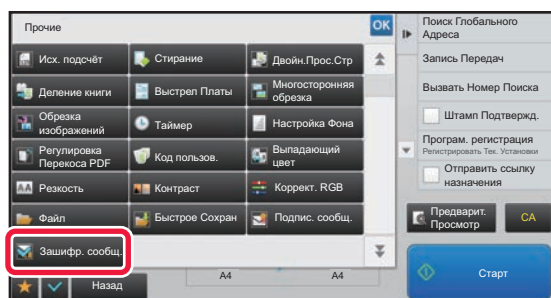 Прочие
OK
Исх. подсчёт
Стирание
Двойн.Прос.Стр
Деление книги
Выстрел Платы
Многосторонняя
обрезка
Обрезка
изображений
Таймер
Настройка Фона
Регулировка
Перекоса PDF
Код пользов.
Выпадающий
цвет
Резкость
Контраст
Коррект. RGB
Файл
Быстрое Сохран
Подпис. сообщ.
Зашифр. сообщ.
Назад
A4
A4
Поиск Глобального
Адреса
Запись Передач
Вызвать Номер Поиска
Штамп Подтвержд.
Програм. регистрация
Регистрировать Тек. Установки
Отправить ссылку
назначения
Предварит.
Просмотр
CA
Старт